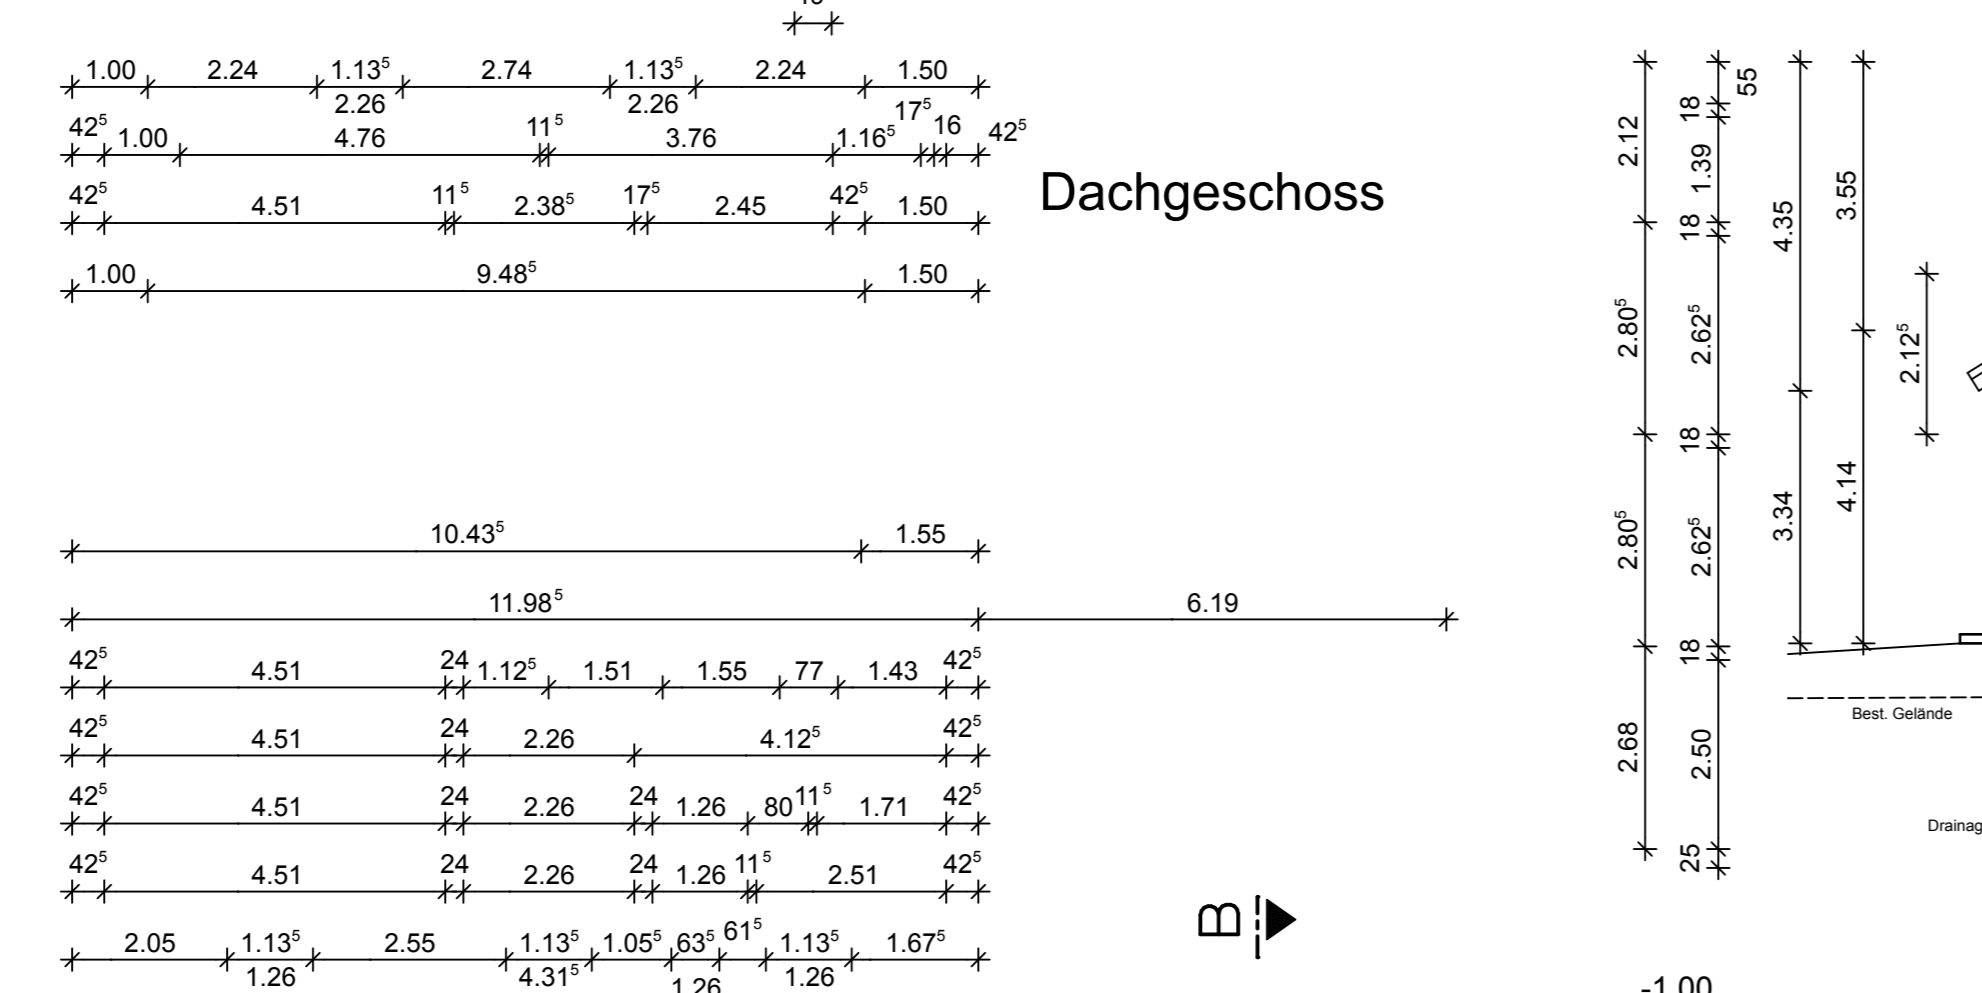 1.00 2.24 1.13⁵ 2.74 1.13⁵ 2.24 1.50
2.26 2.26
42⁵ 1.00 4.76 11⁵ 3.76 1.16⁵ 17⁵ 16 42⁵
42⁵ 4.51 11⁵ 2.38⁵ 17⁵ 2.45 42⁵ 1.50
Dachgeschoss
1.00 9.48⁵ 1.50
10.43⁵ 1.55
11.98⁵ 6.19
42⁵ 4.51 24 1.12⁵ 1.51 1.55 77 1.43 42⁵
42⁵ 4.51 24 2.26 4.12⁵ 42⁵
42⁵ 4.51 24 2.26 24 1.26 80 11⁵ 1.71 42⁵
42⁵ 4.51 24 2.26 24 1.26 11⁵ 2.51 42⁵
2.05 1.13⁵ 2.55 1.13⁵ 1.05⁵ 63⁵ 61⁵ 1.13⁵ 1.67⁵
1.26 4.31⁵ 1.26 1.26
B
2.12 2.80⁵ 2.80⁵ 2.68
55 18 1.39 18 2.62⁵ 18 2.62⁵ 18 2.50 25
4.35 3.34
3.55 4.14
2.12⁵
Best. Gelände
Drainag
-1.00